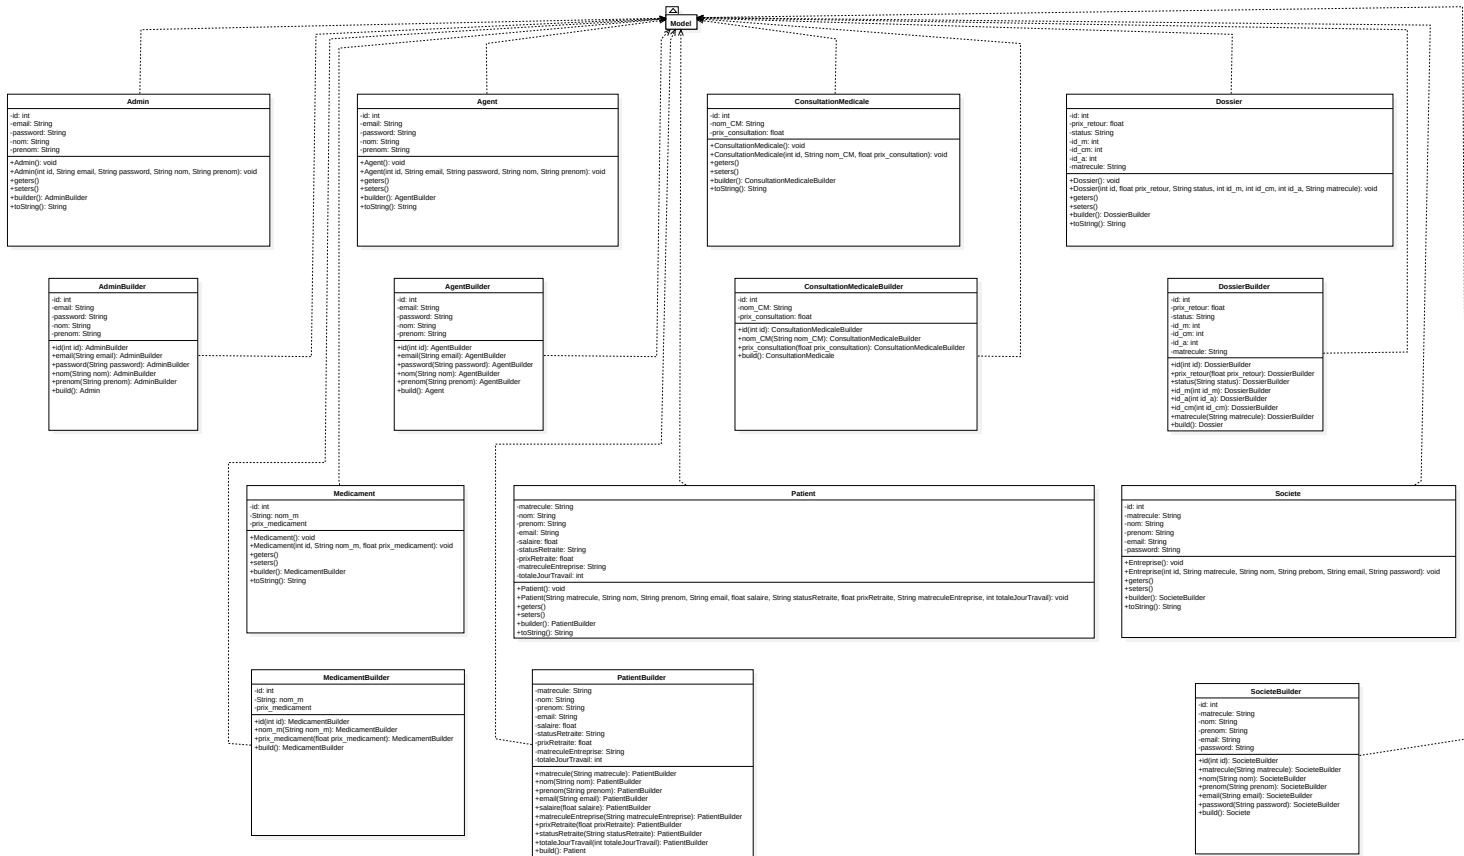 Model
Admin
-id: int
-email: String
-password: String
-nom: String
-prenom: String
+Admin(): void
+Admin(int id, String email, String password, String nom, String prenom): void
+geters()
+seters()
+builder(): AdminBuilder
+toString(): String
Agent
-id: int
-email: String
-password: String
-nom: String
-prenom: String
+Agent(): void
+Agent(int id, String email, String password, String nom, String prenom): void
+geters()
+seters()
+builder(): AgentBuilder
+toString(): String
ConsultationMedicale
-id: int
-nom_CM: String
-prix_consultation: float
+ConsultationMedicale(): void
+ConsultationMedicale(int id, String nom_CM, float prix_consultation): void
+geters()
+seters()
+builder(): ConsultationMedicaleBuilder
+toString(): String
Dossier
-id: int
-prix_retour: float
-status: String
-id_m: int
-id_cm: int
-id_a: int
-matrecule: String
+Dossier(): void
+Dossier(int id, float prix_retour, String status, int id_m, int id_cm, int id_a, String matrecule): void
+geters()
+seters()
+builder(): DossierBuilder
+toString(): String
AdminBuilder
-id: int
-email: String
-password: String
-nom: String
-prenom: String
+id(int id): AdminBuilder
+email(String email): AdminBuilder
+password(String password): AdminBuilder
+nom(String nom): AdminBuilder
+prenom(String prenom): AdminBuilder
+build(): Admin
AgentBuilder
-id: int
-email: String
-password: String
-nom: String
-prenom: String
+id(int id): AgentBuilder
+email(String email): AgentBuilder
+password(String password): AgentBuilder
+nom(String nom): AgentBuilder
+prenom(String prenom): AgentBuilder
+build(): Agent
ConsultationMedicaleBuilder
-id: int
-nom_CM: String
-prix_consultation: float
+id(int id): ConsultationMedicaleBuilder
+nom_CM(String nom_CM): ConsultationMedicaleBuilder
+prix_consultation(float prix_consultation): ConsultationMedicaleBuilder
+build(): ConsultationMedicale
DossierBuilder
-id: int
-prix_retour: float
-status: String
-id_m: int
-id_cm: int
-id_a: int
-matrecule: String
+id(int id): DossierBuilder
+prix_retour(float prix_retour): DossierBuilder
+status(String status): DossierBuilder
+id_m(int id_m): DossierBuilder
+id_a(int id_a): DossierBuilder
+id_cm(int id_cm): DossierBuilder
+matrecule(String matrecule): DossierBuilder
+build(): Dossier
Medicament
-id: int
-String: nom_m
-prix_medicament
+Medicament(): void
+Medicament(int id, String nom_m, float prix_medicament): void
+geters()
+seters()
+builder(): MedicamentBuilder
+toString(): String
Patient
-matrecule: String
-nom: String
-prenom: String
-email: String
-salaire: float
-statusRetraite: String
-prixRetraite: float
-matreculeEntreprise: String
-totaleJourTravail: int
+Patient(): void
+Patient(String matrecule, String nom, String prenom, String email, float salaire, String statusRetraite, float prixRetraite, String matreculeEntreprise, int totaleJourTravail): void
+geters()
+seters()
+builder(): PatientBuilder
+toString(): String
Societe
-id: int
-matrecule: String
-nom: String
-prenom: String
-email: String
-password: String
+Entreprise(): void
+Entreprise(int id, String matrecule, String nom, String prebom, String email, String password): void
+geters()
+seters()
+builder(): SocieteBuilder
+toString(): String
MedicamentBuilder
-id: int
-String: nom_m
-prix_medicament
+id(int id): MedicamentBuilder
+nom_m(String nom_m): MedicamentBuilder
+prix_medicament(float prix_medicament): MedicamentBuilder
+build(): MedicamentBuilder
PatientBuilder
-matrecule: String
-nom: String
-prenom: String
-email: String
-salaire: float
-statusRetraite: String
-prixRetraite: float
-matreculeEntreprise: String
-totaleJourTravail: int
+matrecule(String matrecule): PatientBuilder
+nom(String nom): PatientBuilder
+prenom(String prenom): PatientBuilder
+email(String email): PatientBuilder
+salaire(float salaire): PatientBuilder
+matreculeEntreprise(String matreculeEntreprise): PatientBuilder
+prixRetraite(float prixRetraite): PatientBuilder
+statusRetraite(String statusRetraite): PatientBuilder
+totaleJourTravail(int totaleJourTravail): PatientBuilder
+build(): Patient
SocieteBuilder
-id: int
-matrecule: String
-nom: String
-prenom: String
-email: String
-password: String
+id(int id): SocieteBuilder
+matrecule(String matrecule): SocieteBuilder
+nom(String nom): SocieteBuilder
+prenom(String prenom): SocieteBuilder
+email(String email): SocieteBuilder
+password(String password): SocieteBuilder
+build(): Societe